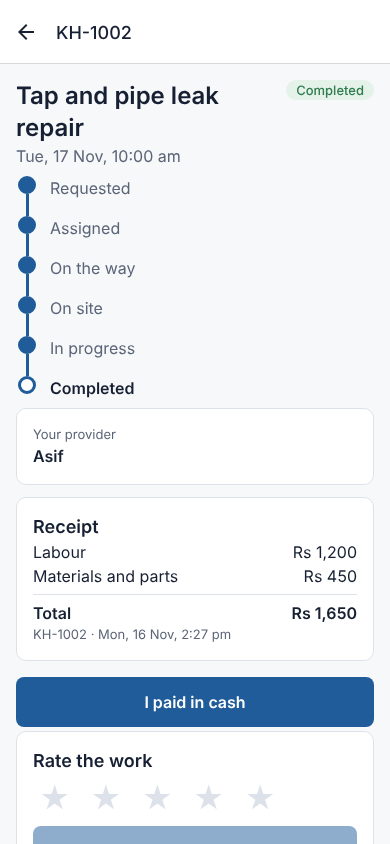 KH-1002
Tap and pipe leak
repair
Completed
Tue, 17 Nov, 10:00 am
Requested
Assigned
On the way
On site
In progress
Completed
Your provider
Asif
Receipt
Labour Rs 1,200
Materials and parts Rs 450
Total Rs 1,650
KH-1002 · Mon, 16 Nov, 2:27 pm
I paid in cash
Rate the work